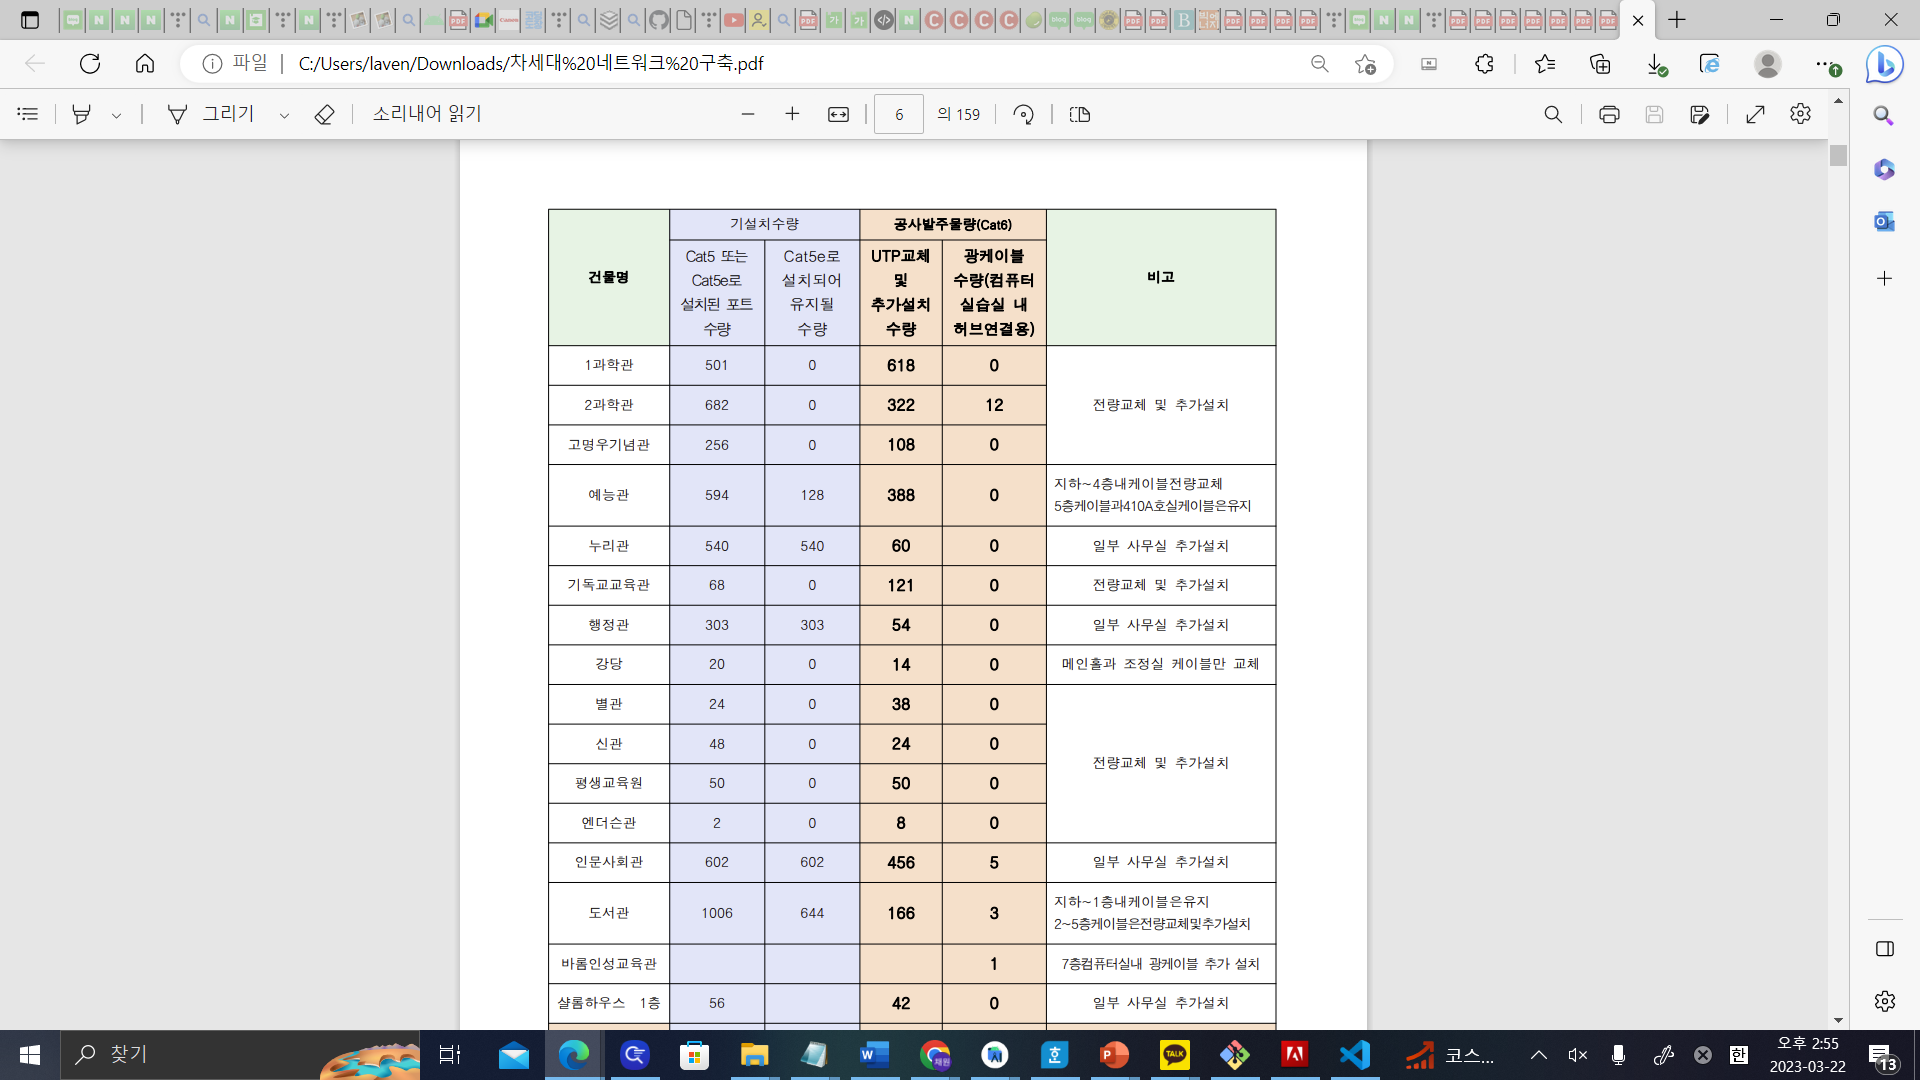 파일
C:/Users/laven/Downloads/차세대%20네트워크%20구축.pdf
그리기
소리내어 읽기
6
의 159
건물명
기설치수량
공사발주물량(Cat6)
비고
Cat5 또는
Cat5e로
설치된 포트
수량
Cat5e로
설치되어
유지될
수량
UTP교체
및
추가설치
수량
광케이블
수량(컴퓨터
실습실 내
허브연결용)
1과학관 501 0 618 0
2과학관 682 0 322 12
전량교체 및 추가설치
고명우기념관 256 0 108 0
예능관 594 128 388 0
지하~4층내케이블전량교체
5층케이블과410A호실케이블은유지
누리관 540 540 60 0 일부 사무실 추가설치
기독교교육관 68 0 121 0 전량교체 및 추가설치
행정관 303 303 54 0 일부 사무실 추가설치
강당 20 0 14 0 메인홀과 조정실 케이블만 교체
별관 24 0 38 0
신관 48 0 24 0
전량교체 및 추가설치
평생교육원 50 0 50 0
엔더슨관 2 0 8 0
인문사회관 602 602 456 5 일부 사무실 추가설치
도서관 1006 644 166 3
지하~1층내케이블은유지
2~5층케이블은전량교체및추가설치
바롬인성교육관 1 7층컴퓨터실내 광케이블 추가 설치
샬롬하우스 1층 56 42 0 일부 사무실 추가설치
찾기
코스...
한
오후 2:55
2023-03-22
13